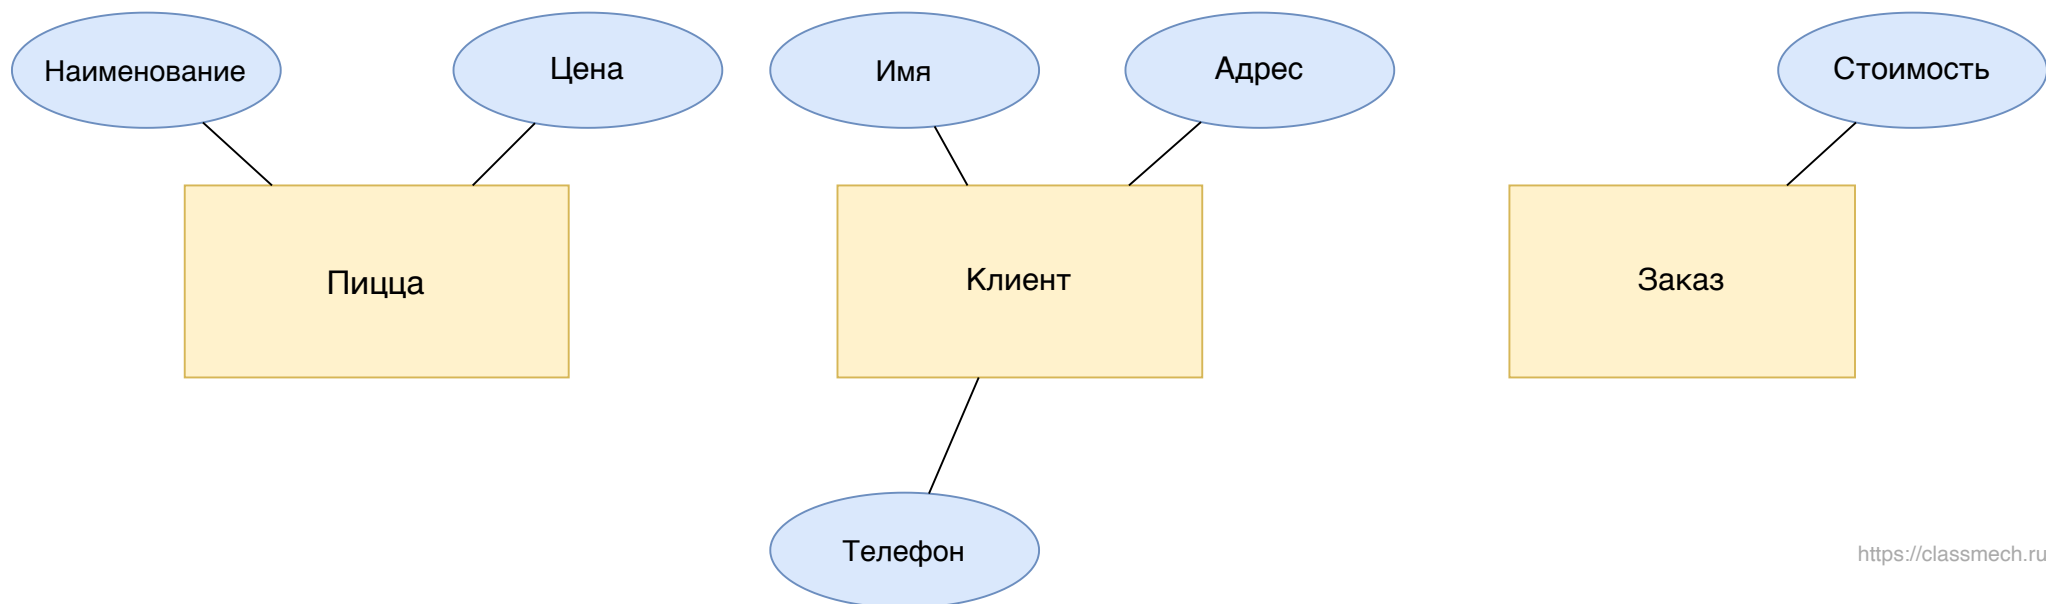 Наименование
Цена
Имя
Адрес
Стоимость
Пицца
Клиент
Заказ
Телефон
https://classmech.ru